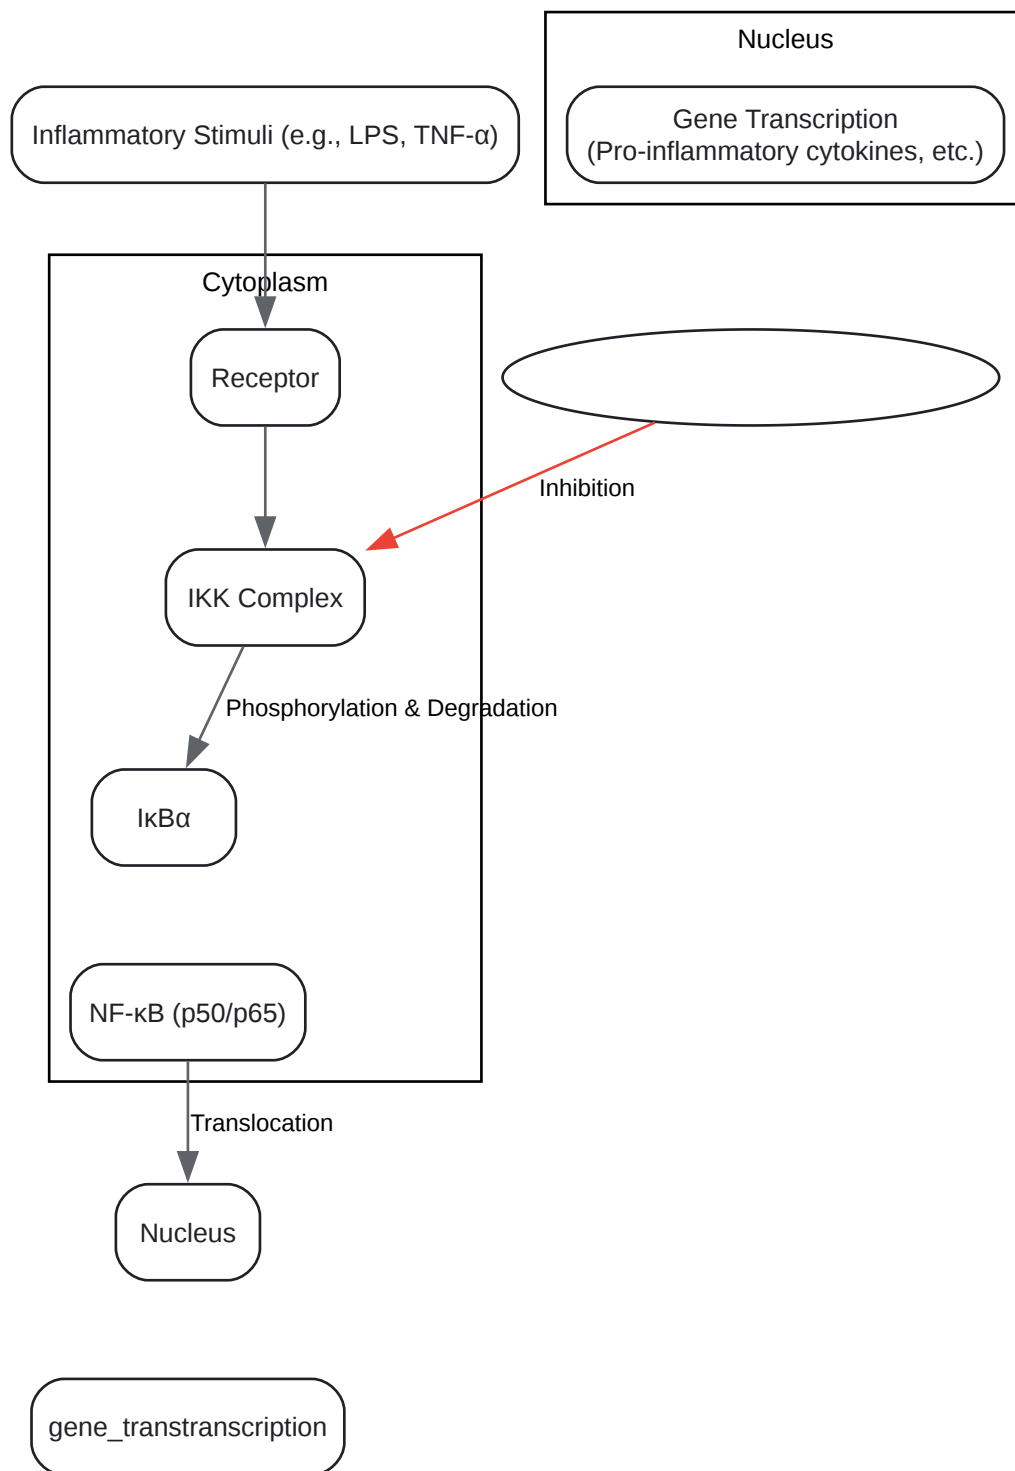 Nucleus
Inflammatory Stimuli (e.g., LPS, TNF-α)
Gene Transcription
(Pro-inflammatory cytokines, etc.)
Cytoplasm
Receptor
Inhibition
IKK Complex
Phosphorylation & Degradation
IκBα
NF-κB (p50/p65)
Translocation
Nucleus
gene_transtranscription